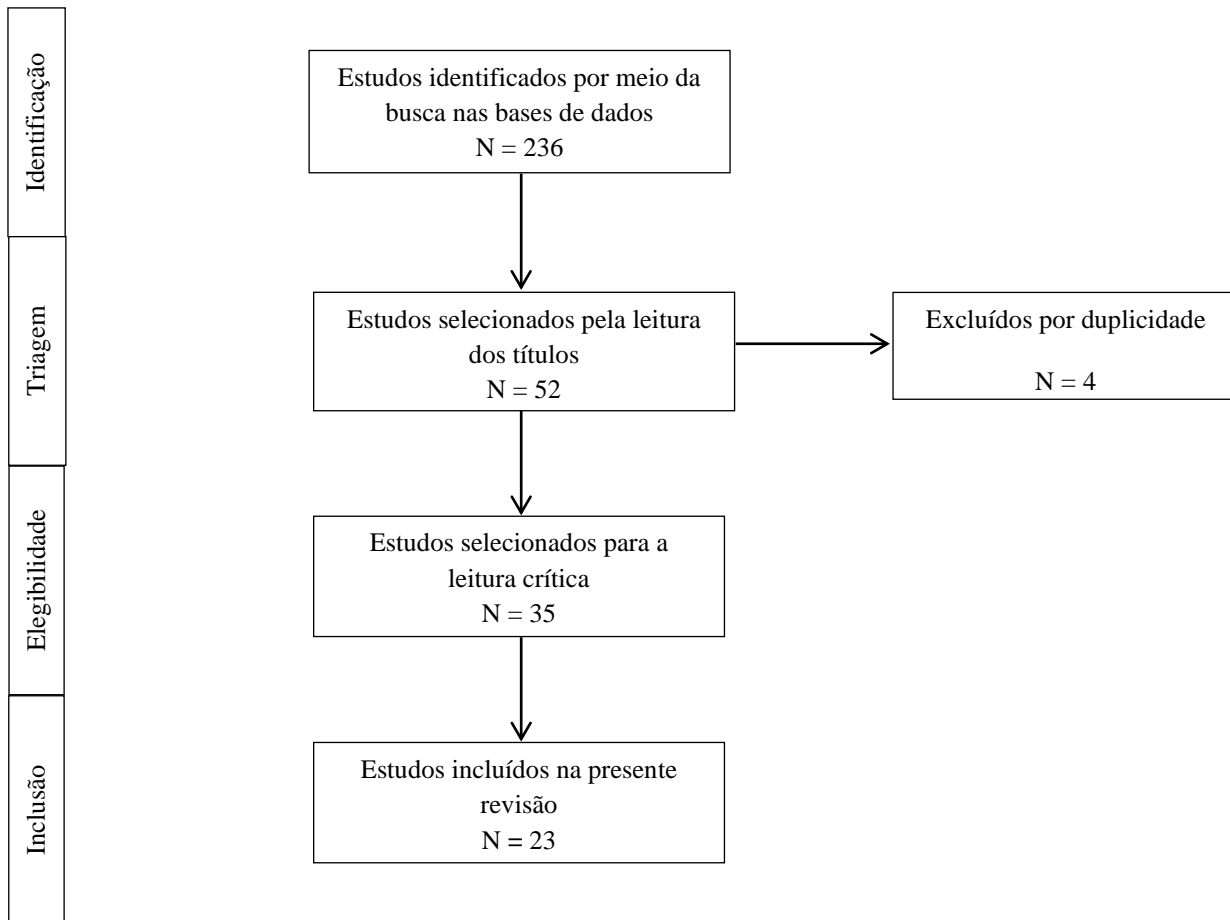 Identificação
Estudos identificados por meio da
busca nas bases de dados
N = 236
Triagem
Estudos selecionados pela leitura
dos títulos
N = 52
Excluídos por duplicidade
N = 4
Elegibilidade
Estudos selecionados para a
leitura crítica
N = 35
Inclusão
Estudos incluídos na presente
revisão
N = 23